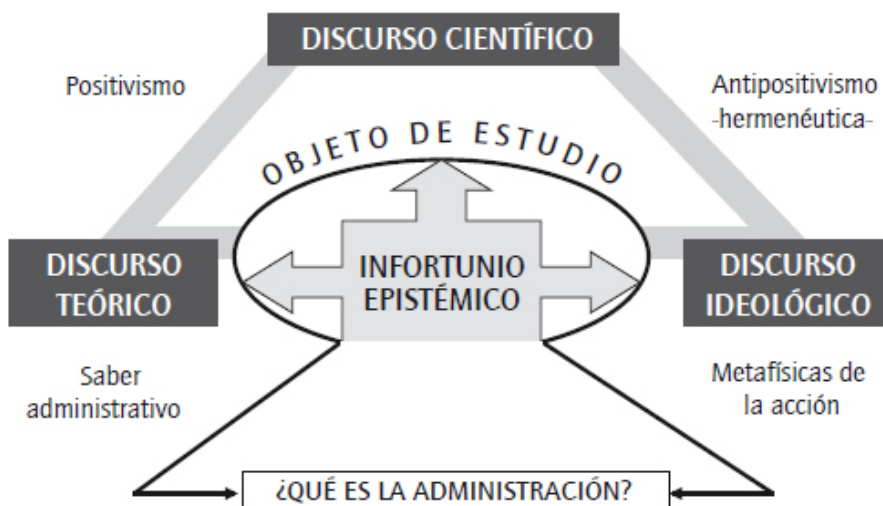 DISCURSO CIENTÍFICO
Positivismo
Antipositivismo
-hermenéutica-
OBJETO DE ESTUDIO
DISCURSO
TEÓRICO
INFORTUNIO
EPISTÉMICO
DISCURSO
IDEOLÓGICO
Saber
administrativo
Metafísicas de
la acción
¿QUÉ ES LA ADMINISTRACIÓN?